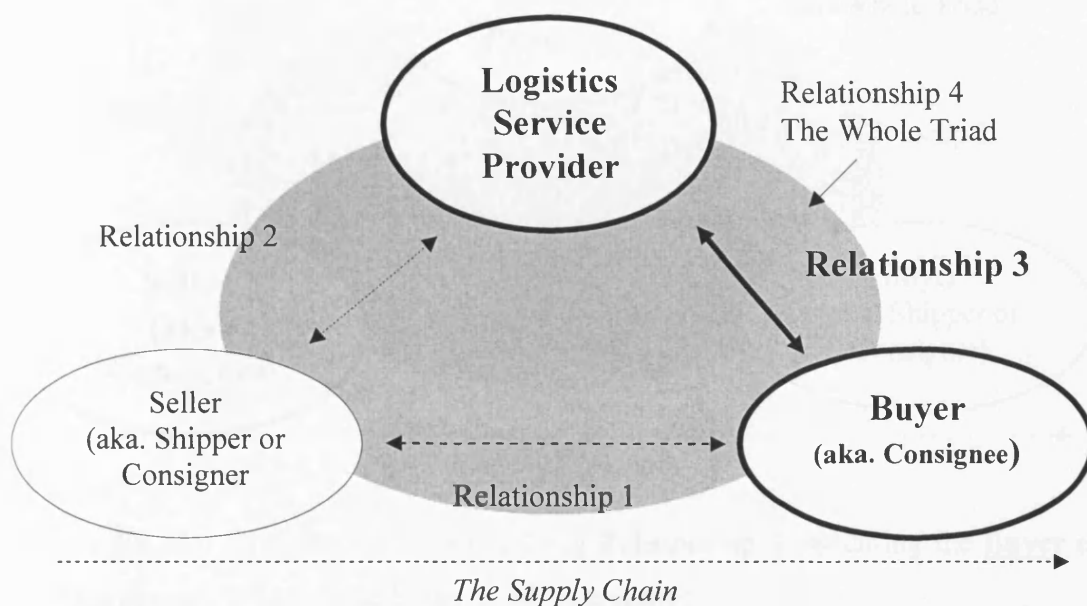 Logistics
Service
Provider
Relationship 4
The Whole Triad
Relationship 2
Relationship 3
Seller
(aka. Shipper or
Consigner
Buyer
(aka. Consignee)
Relationship 1
The Supply Chain